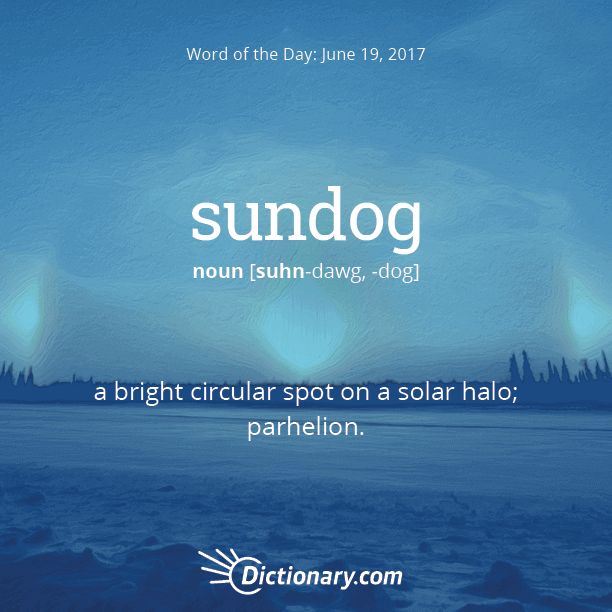 Word of the Day: June 19, 2017
sundog
noun [suhn-dawg, -dog]
a bright circular spot on a solar halo;
parhelion.
Dictionary.com